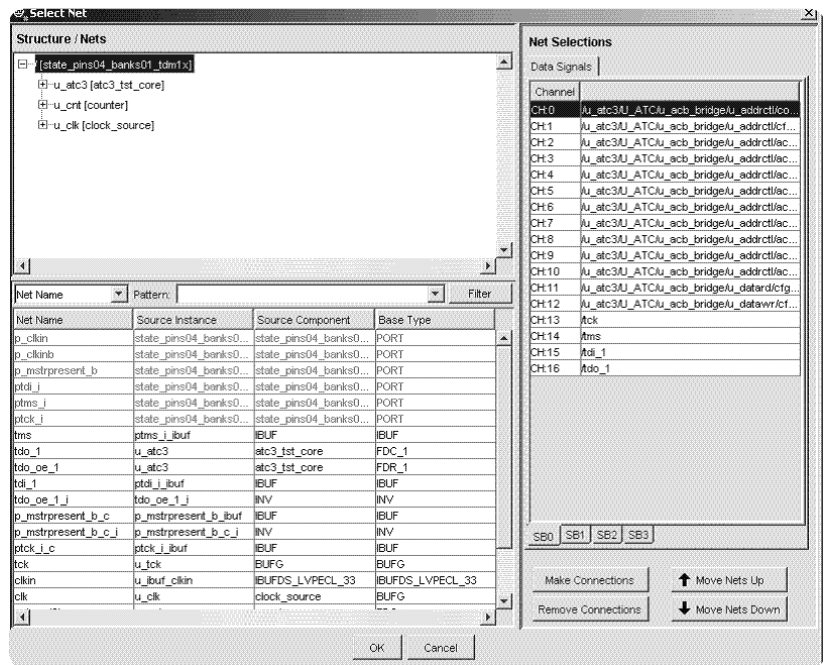 Select Net
Structure / Nets
/ [state_pins04_banks01_tdm1x]
u_atc3 [atc3_tst_core]
u_cnt [counter]
u_clk [clock_source]
Net Name Pattern: Filter
Net Name Source Instance Source Component Base Type
p_clkin state_pins04_banks0... state_pins04_banks0... PORT
p_clkinb state_pins04_banks0... state_pins04_banks0... PORT
p_mstrpresent_b state_pins04_banks0... state_pins04_banks0... PORT
ptdi_i state_pins04_banks0... state_pins04_banks0... PORT
ptms_i state_pins04_banks0... state_pins04_banks0... PORT
ptck_i state_pins04_banks0... state_pins04_banks0... PORT
tms ptms_i_ibuf IBUF IBUF
tdo_1 u_atc3 atc3_tst_core FDC_1
tdo_oe_1 u_atc3 atc3_tst_core FDR_1
tdi_1 ptdi_i_ibuf IBUF IBUF
tdo_oe_1_i tdo_oe_1_i INV INV
p_mstrpresent_b_c p_mstrpresent_b_ibuf IBUF IBUF
p_mstrpresent_b_c_i p_mstrpresent_b_c_i INV INV
ptck_i_c ptck_i_ibuf IBUF IBUF
tck u_tck BUFG BUFG
clkin u_ibuf_clkin IBUFDS_LVPECL_33 IBUFDS_LVPECL_33
clk u_clk clock_source BUFG
Net Selections
Data Signals
Channel
CH:0 /u_atc3/U_ATC/u_acb_bridge/u_addrctl/co...
CH:1 /u_atc3/U_ATC/u_acb_bridge/u_addrctl/cf...
CH:2 /u_atc3/U_ATC/u_acb_bridge/u_addrctl/ac...
CH:3 /u_atc3/U_ATC/u_acb_bridge/u_addrctl/ac...
CH:4 /u_atc3/U_ATC/u_acb_bridge/u_addrctl/ac...
CH:5 /u_atc3/U_ATC/u_acb_bridge/u_addrctl/ac...
CH:6 /u_atc3/U_ATC/u_acb_bridge/u_addrctl/ac...
CH:7 /u_atc3/U_ATC/u_acb_bridge/u_addrctl/ac...
CH:8 /u_atc3/U_ATC/u_acb_bridge/u_addrctl/ac...
CH:9 /u_atc3/U_ATC/u_acb_bridge/u_addrctl/ac...
CH:10 /u_atc3/U_ATC/u_acb_bridge/u_addrctl/ac...
CH:11 /u_atc3/U_ATC/u_acb_bridge/u_datard/cfg...
CH:12 /u_atc3/U_ATC/u_acb_bridge/u_datawr/cf...
CH:13 /tck
CH:14 /tms
CH:15 /tdi_1
CH:16 /tdo_1
SB0 SB1 SB2 SB3
Make Connections Move Nets Up
Remove Connections Move Nets Down
OK Cancel